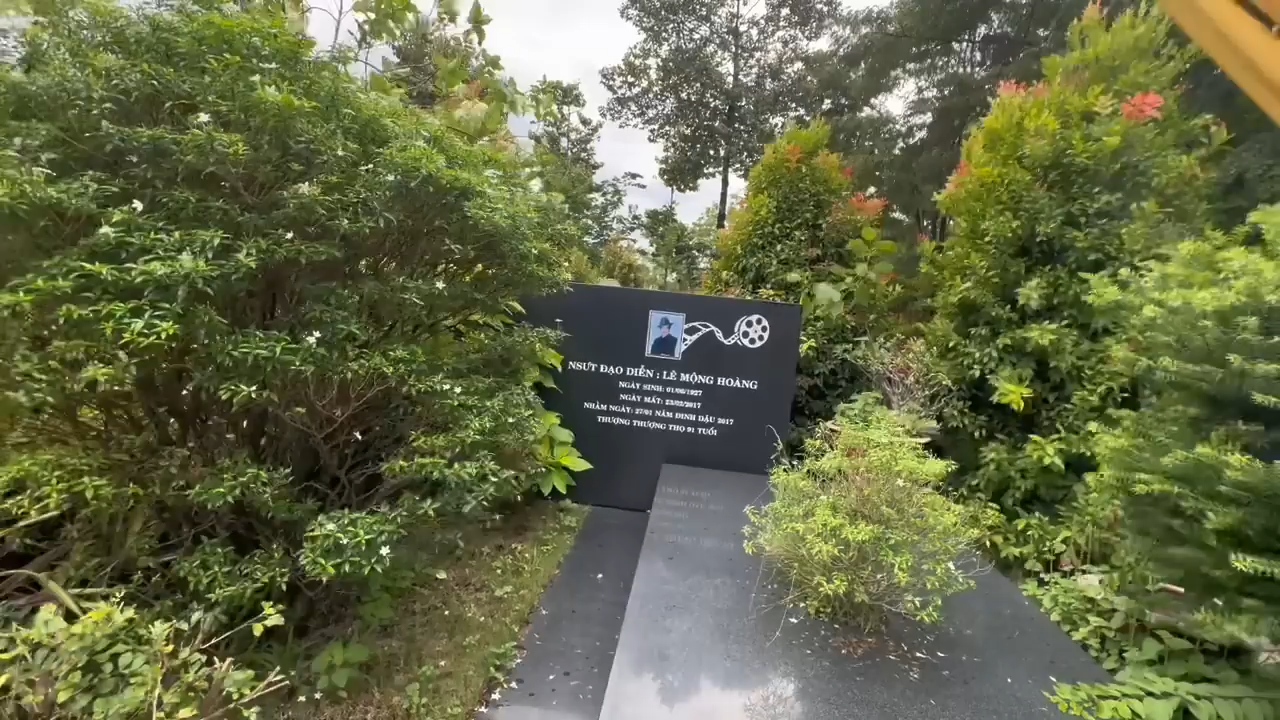 NSƯT ĐẠO DIỄN : LÊ MỘNG HOÀNG
NGÀY SINH: 01/06/1927
NGÀY MẤT: 23/02/2017
NHẰM NGÀY: 27/01 NĂM ĐINH DẬU 2017
THƯỢNG THƯỢNG THỌ 91 TUỔI